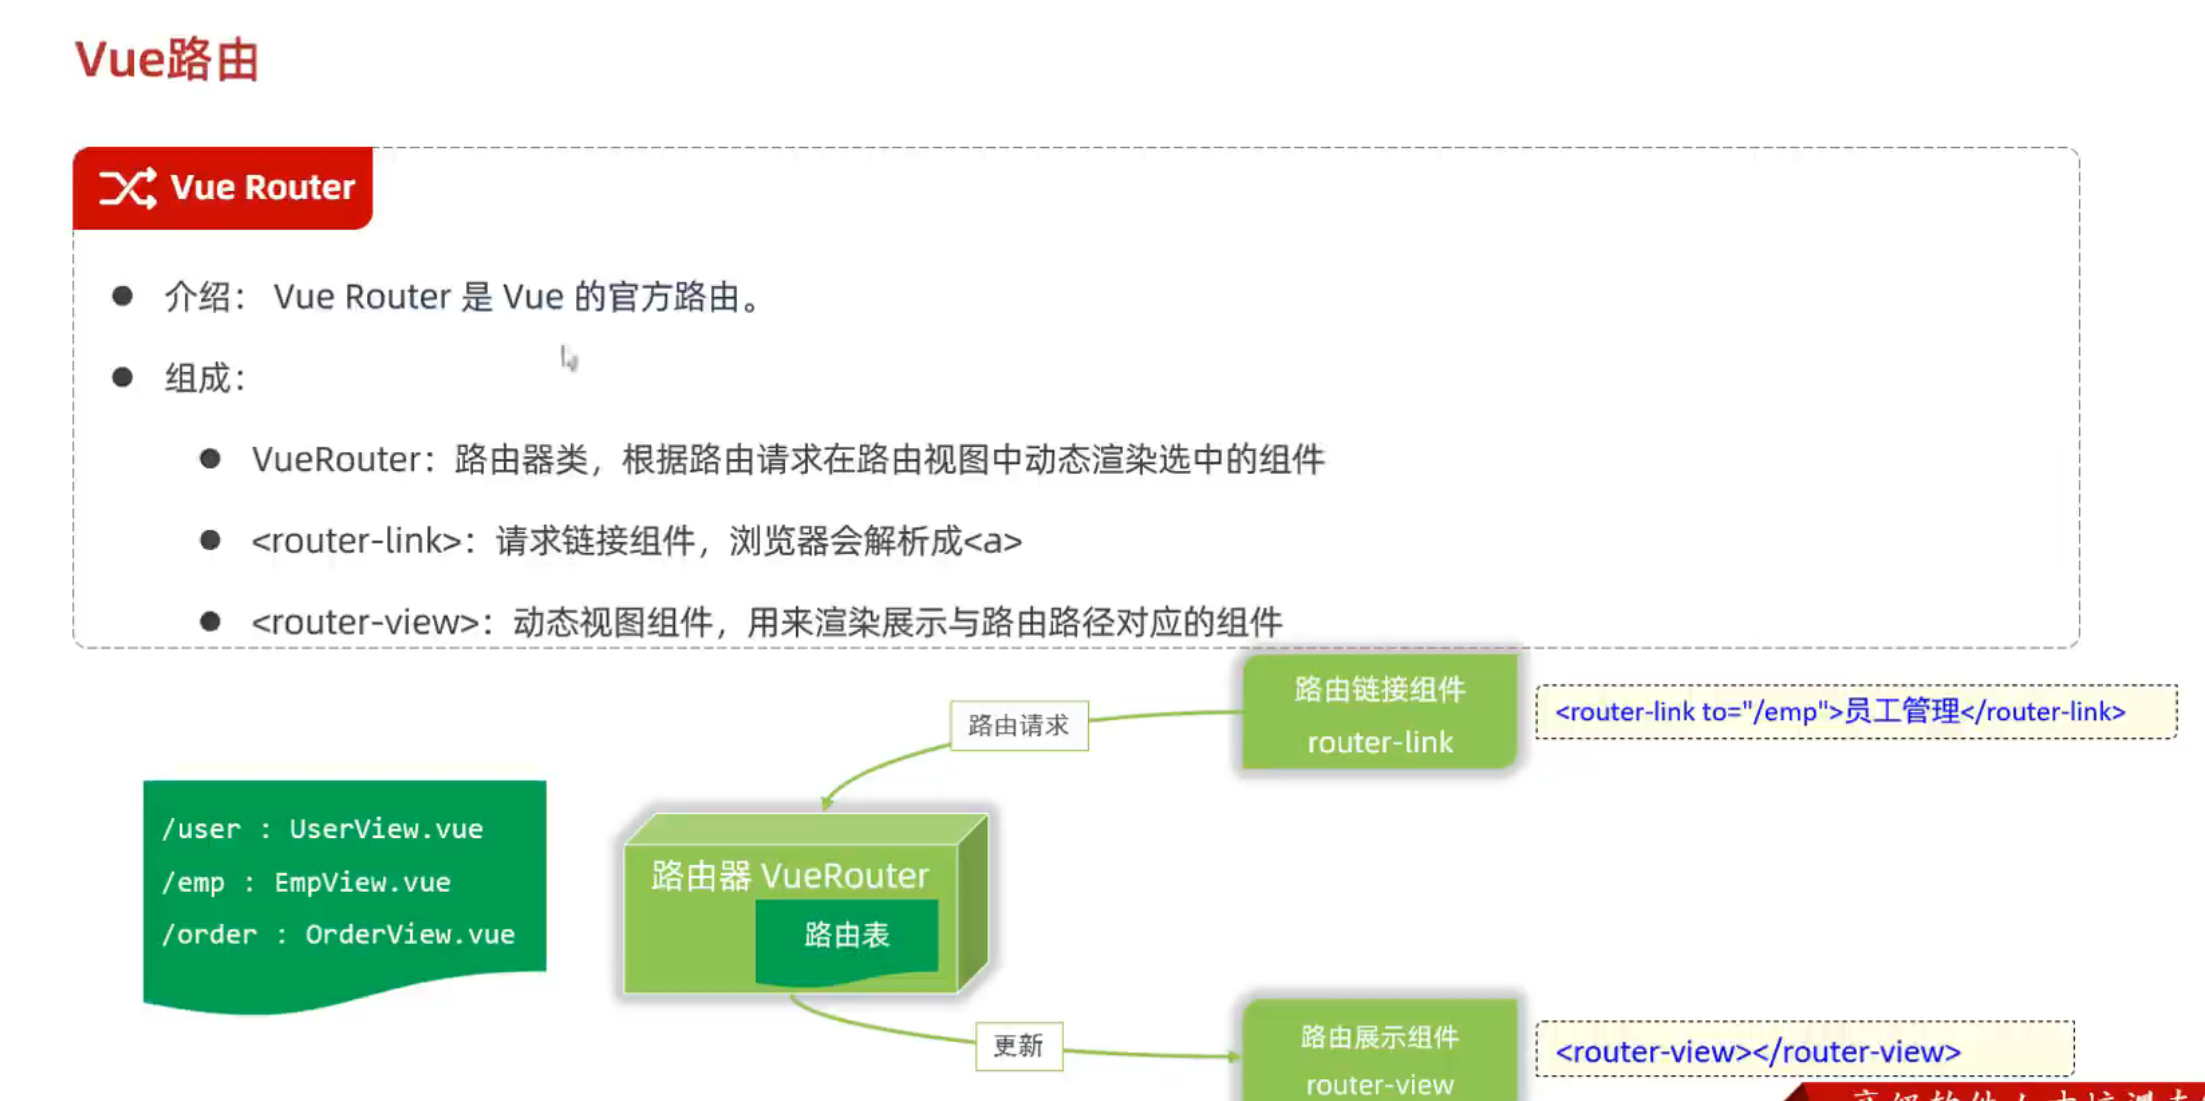 Vue路由
Vue Router
介绍： Vue Router 是 Vue 的官方路由。
组成：
VueRouter：路由器类，根据路由请求在路由视图中动态渲染选中的组件
<router-link>：请求链接组件，浏览器会解析成<a>
<router-view>：动态视图组件，用来渲染展示与路由路径对应的组件
路由链接组件
router-link
<router-link to="/emp">员工管理</router-link>
路由请求
/user : UserView.vue
/emp : EmpView.vue
/order : OrderView.vue
路由器 VueRouter
路由表
更新
路由展示组件
router-view
<router-view></router-view>